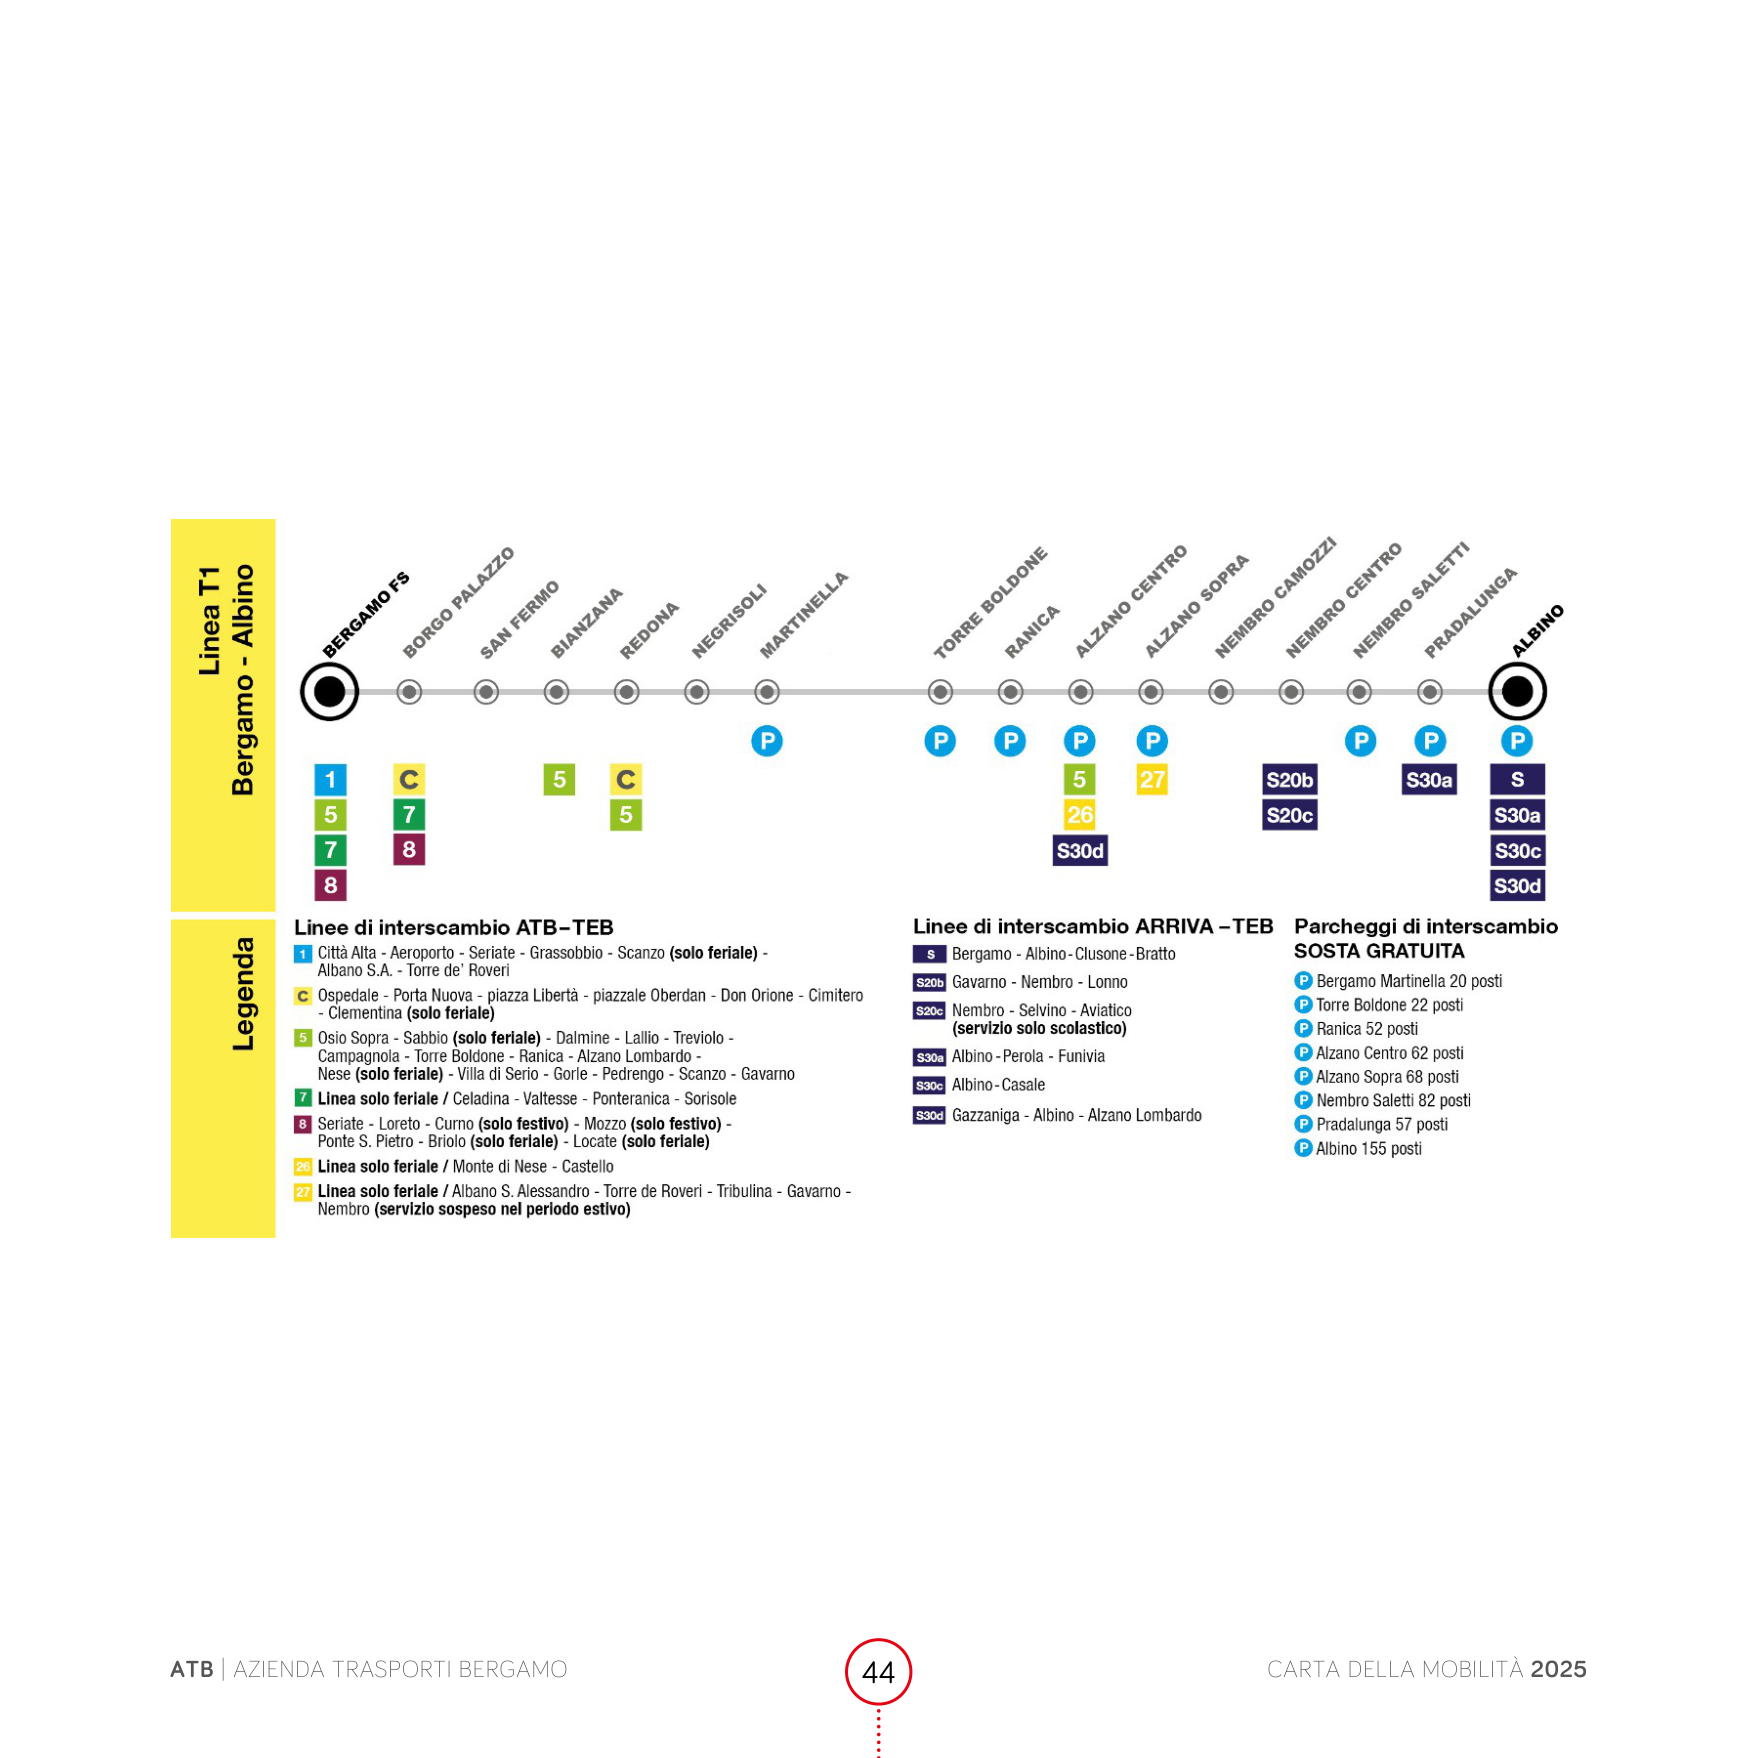 Linea T1
Bergamo - Albino
BERGAMO FS
BORGO PALAZZO
SAN FERMO
BIANZANA
REDONA
NEGRISOLI
MARTINELLA
TORRE BOLDONE
RANICA
ALZANO CENTRO
ALZANO SOPRA
NEMBRO CAMOZZI
NEMBRO CENTRO
NEMBRO SALETTI
PRADALUNGA
ALBINO
P P P P P P P P
1 C 5 C 5 27 S20b S30a S
5 7 5 26 S20c S30a
7 8 S30d S30c
8 S30d
Legenda
Linee di interscambio ATB–TEB
1 Città Alta - Aeroporto - Seriate - Grassobbio - Scanzo (solo feriale) -
Albano S.A. - Torre de' Roveri
C Ospedale - Porta Nuova - piazza Libertà - piazzale Oberdan - Don Orione - Cimitero
- Clementina (solo feriale)
5 Osio Sopra - Sabbio (solo feriale) - Dalmine - Lallio - Treviolo -
Campagnola - Torre Boldone - Ranica - Alzano Lombardo -
Nese (solo feriale) - Villa di Serio - Gorle - Pedrengo - Scanzo - Gavarno
7 Linea solo feriale / Celadina - Valtesse - Ponteranica - Sorisole
8 Seriate - Loreto - Curno (solo festivo) - Mozzo (solo festivo) -
Ponte S. Pietro - Briolo (solo feriale) - Locate (solo feriale)
26 Linea solo feriale / Monte di Nese - Castello
27 Linea solo feriale / Albano S. Alessandro - Torre de Roveri - Tribulina - Gavarno -
Nembro (servizio sospeso nel periodo estivo)
Linee di interscambio ARRIVA –TEB
S Bergamo - Albino-Clusone-Bratto
S20b Gavarno - Nembro - Lonno
S20c Nembro - Selvino - Aviatico
(servizio solo scolastico)
S30a Albino-Perola - Funivia
S30c Albino-Casale
S30d Gazzaniga - Albino - Alzano Lombardo
Parcheggi di interscambio
SOSTA GRATUITA
P Bergamo Martinella 20 posti
P Torre Boldone 22 posti
P Ranica 52 posti
P Alzano Centro 62 posti
P Alzano Sopra 68 posti
P Nembro Saletti 82 posti
P Pradalunga 57 posti
P Albino 155 posti
ATB | AZIENDA TRASPORTI BERGAMO
44
CARTA DELLA MOBILITÀ 2025